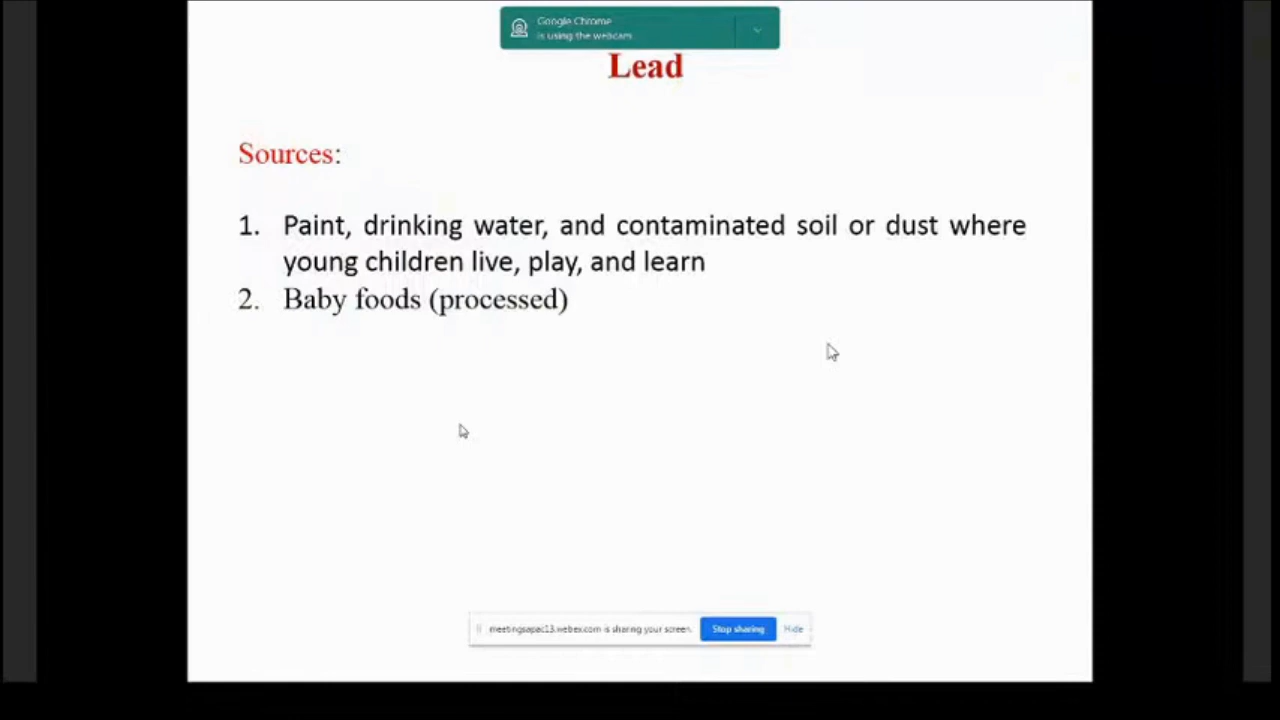 Google Chrome
is using the webcam
Lead
Sources:
1. Paint, drinking water, and contaminated soil or dust where
young children live, play, and learn
2. Baby foods (processed)
meetingsapac13.webex.com is sharing your screen. Stop sharing Hide